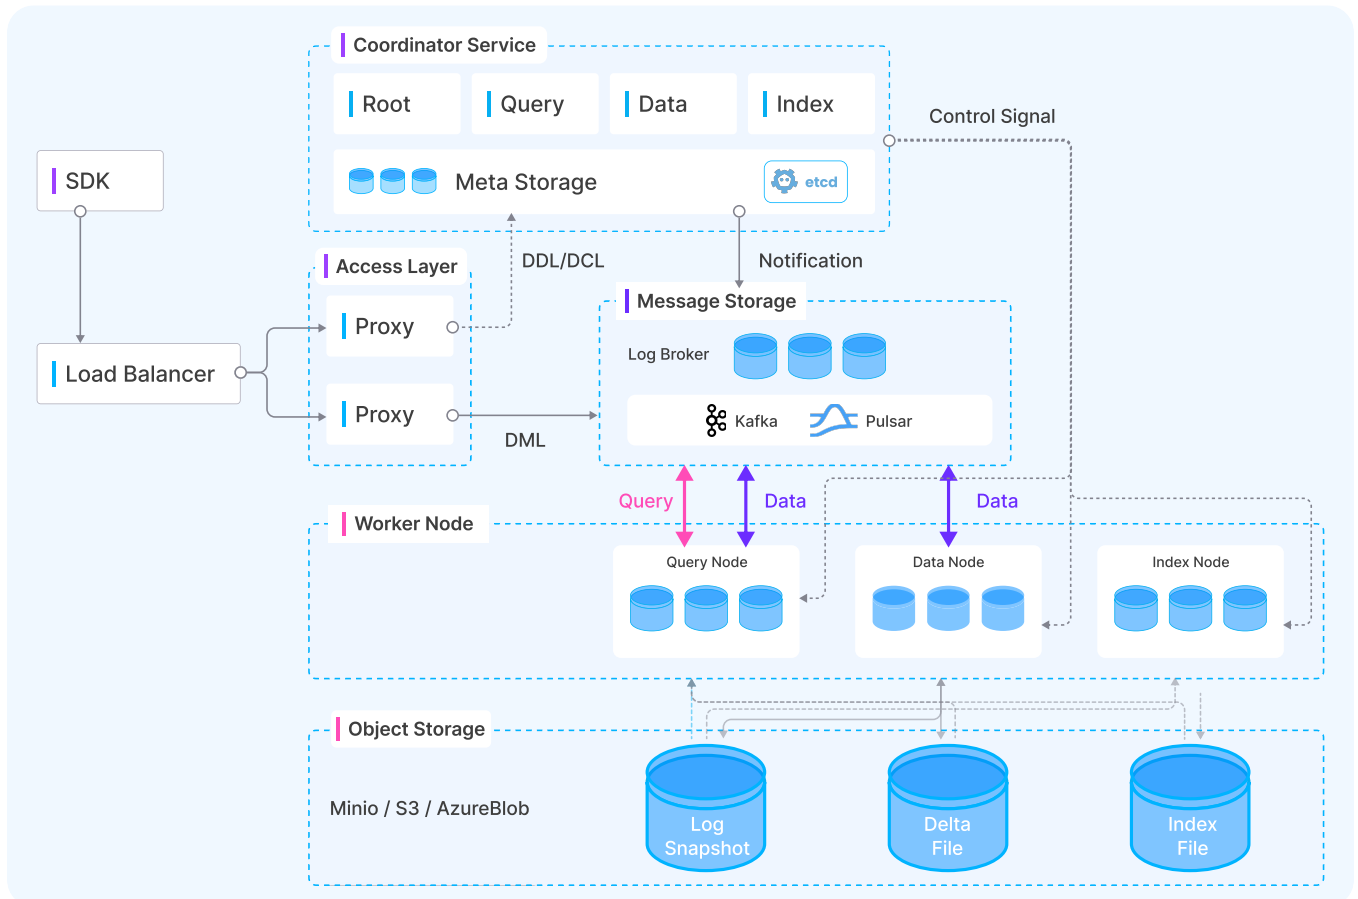 Coordinator Service
Root
Query
Data
Index
Control Signal
SDK
Meta Storage
etcd
Access Layer
DDL/DCL
Notification
Message Storage
Proxy
Log Broker
Load Balancer
Proxy
Kafka
Pulsar
DML
Query
Data
Data
Worker Node
Query Node
Data Node
Index Node
Object Storage
Minio / S3 / AzureBlob
Log
Snapshot
Delta
File
Index
File